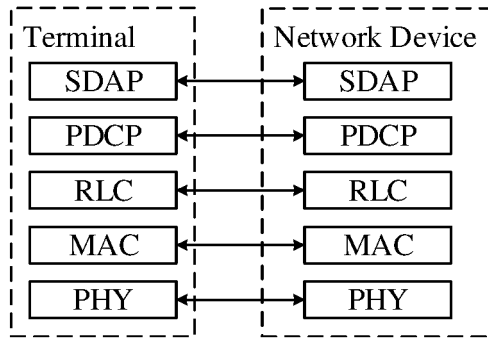 Terminal Network Device
SDAP SDAP
PDCP PDCP
RLC RLC
MAC MAC
PHY PHY